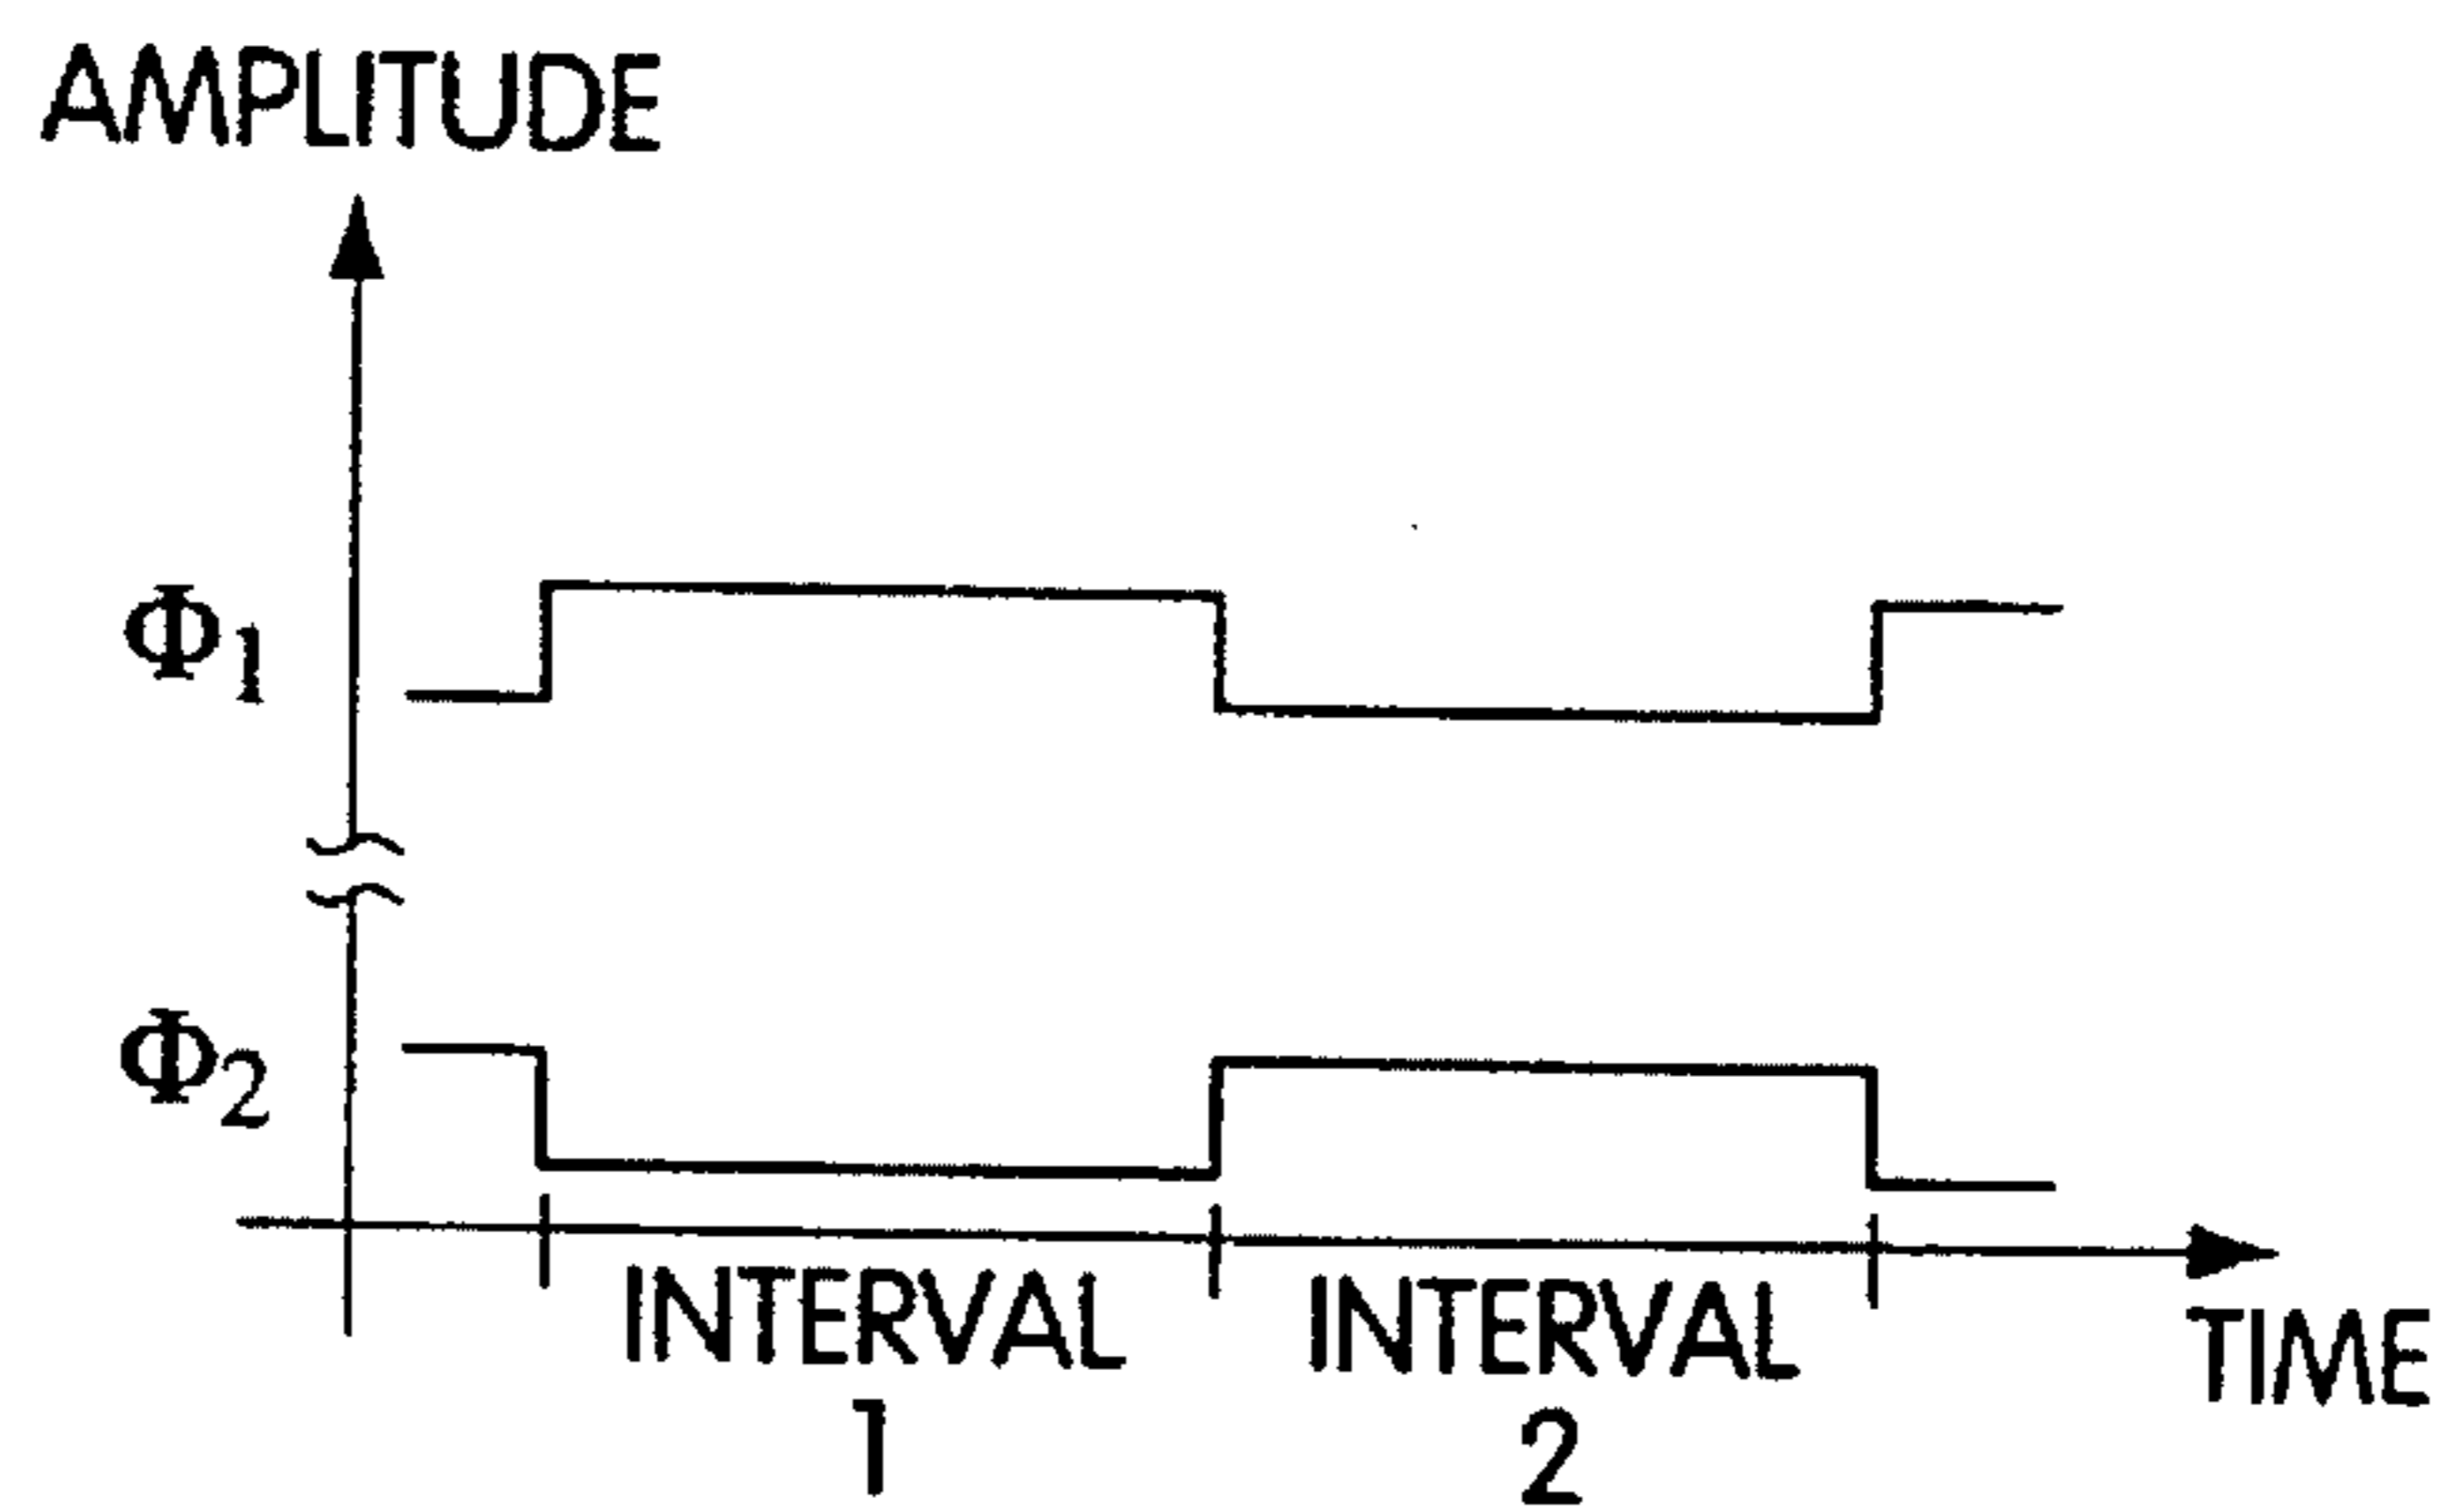 AMPLITUDE
Φ1
Φ2
INTERVAL
1
INTERVAL
2
TIME